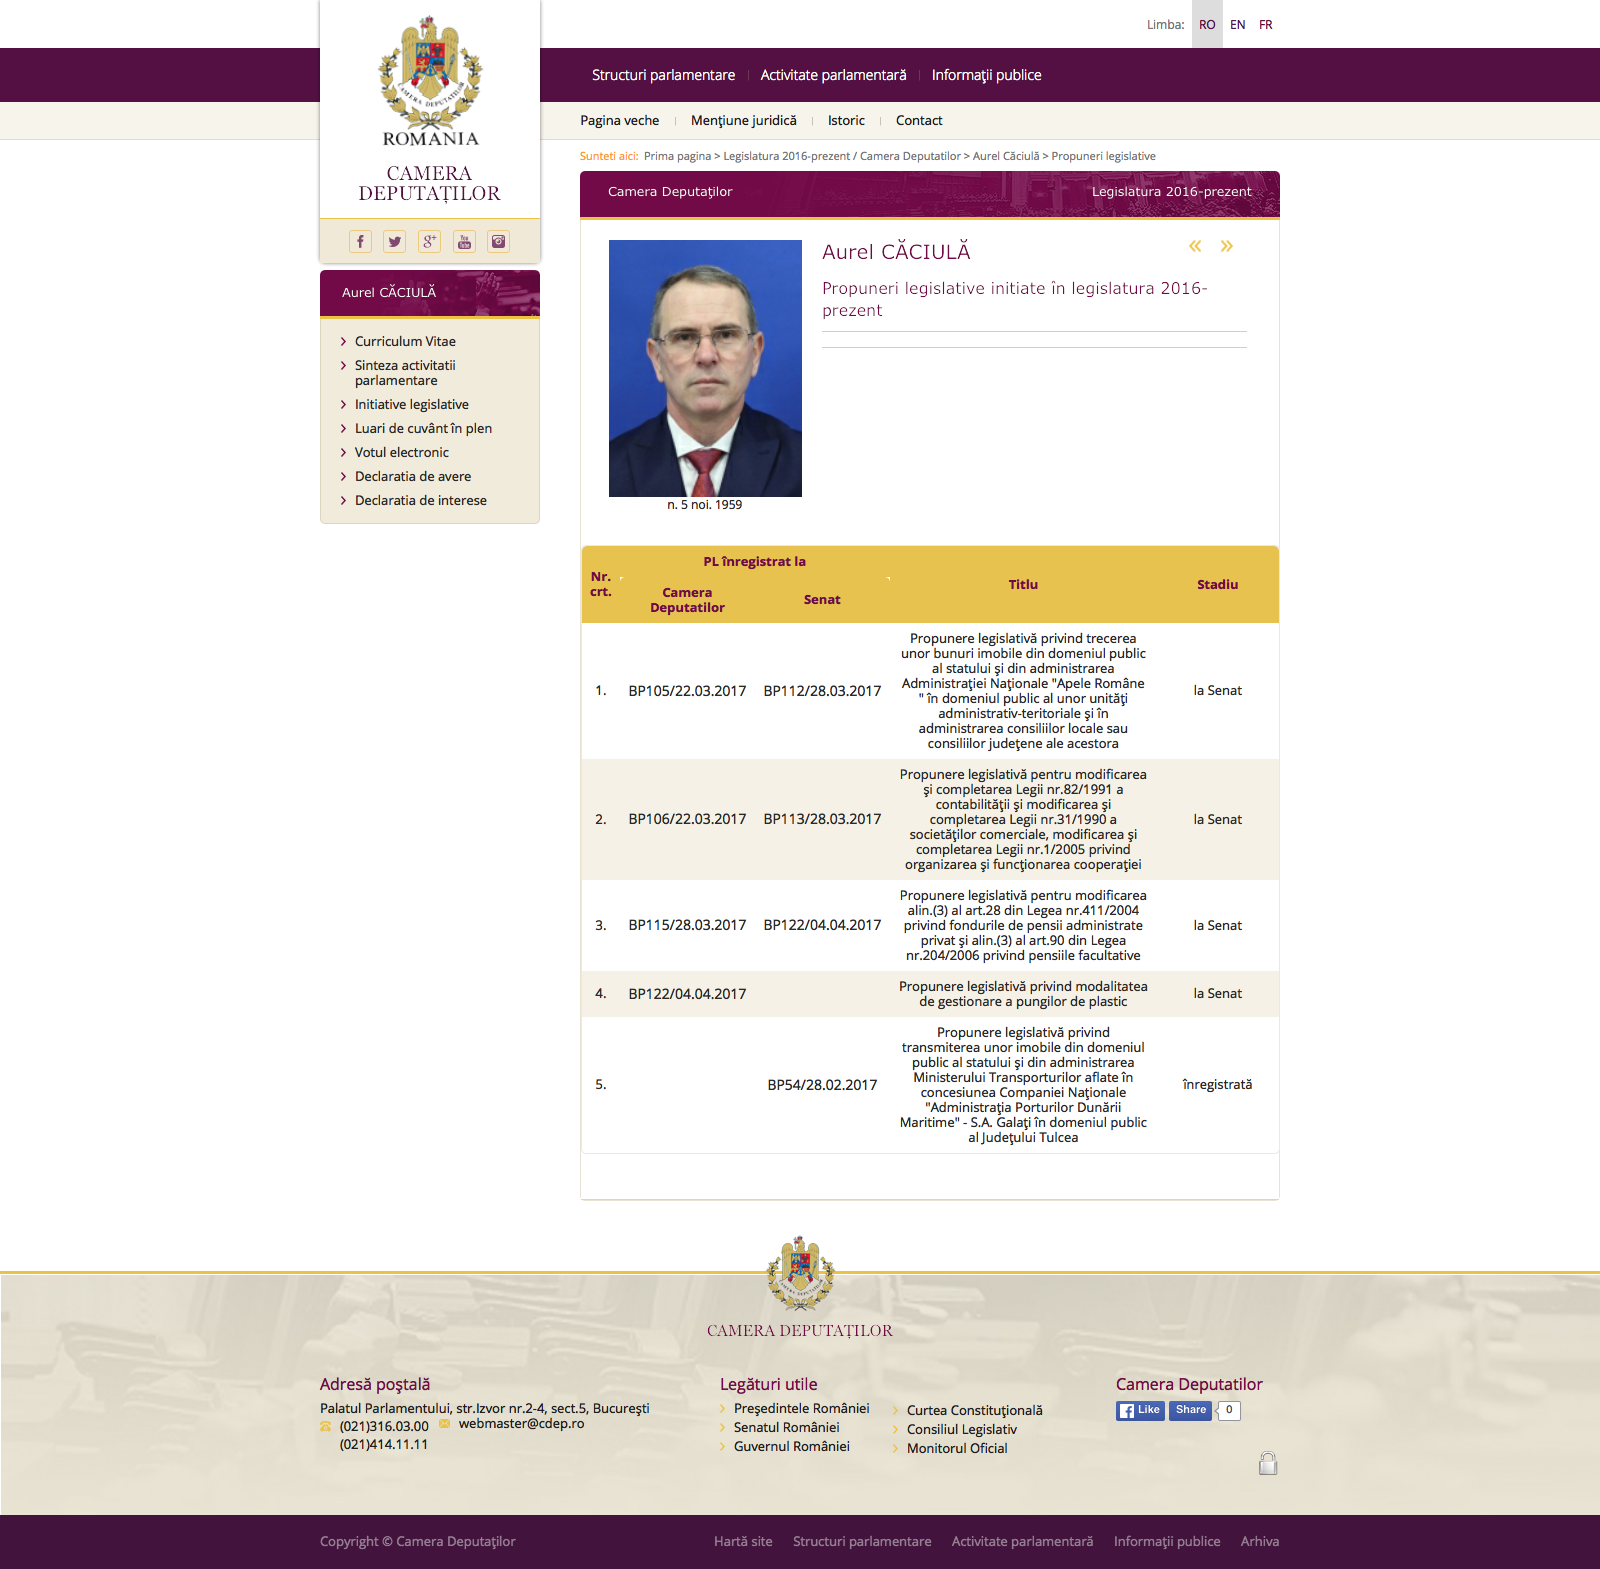 Limba: RO EN FR
ROMANIA
CAMERA
DEPUTAȚILOR
Structuri parlamentare Activitate parlamentară Informaţii publice
Pagina veche Menţiune juridică Istoric Contact
Sunteti aici: Prima pagina > Legislatura 2016-prezent / Camera Deputatilor > Aurel Căciulă > Propuneri legislative
Camera Deputaţilor Legislatura 2016-prezent
Aurel CĂCIULĂ
Curriculum Vitae
Sinteza activitatii
parlamentare
Initiative legislative
Luari de cuvânt în plen
Votul electronic
Declaratia de avere
Declaratia de interese
Aurel CĂCIULĂ « »
Propuneri legislative initiate în legislatura 2016-
prezent
n. 5 noi. 1959
Nr.
crt.
PL înregistrat la
Camera
Deputatilor
Senat
Titlu
Stadiu
1. BP105/22.03.2017 BP112/28.03.2017
Propunere legislativă privind trecerea
unor bunuri imobile din domeniul public
al statului şi din administrarea
Administraţiei Naţionale "Apele Române
" în domeniul public al unor unităţi
administrativ-teritoriale şi în
administrarea consiliilor locale sau
consiliilor judeţene ale acestora
la Senat
2. BP106/22.03.2017 BP113/28.03.2017
Propunere legislativă pentru modificarea
şi completarea Legii nr.82/1991 a
contabilităţii şi modificarea şi
completarea Legii nr.31/1990 a
societăţilor comerciale, modificarea şi
completarea Legii nr.1/2005 privind
organizarea şi funcţionarea cooperaţiei
la Senat
3. BP115/28.03.2017 BP122/04.04.2017
Propunere legislativă pentru modificarea
alin.(3) al art.28 din Legea nr.411/2004
privind fondurile de pensii administrate
privat şi alin.(3) al art.90 din Legea
nr.204/2006 privind pensiile facultative
la Senat
4. BP122/04.04.2017
Propunere legislativă privind modalitatea
de gestionare a pungilor de plastic
la Senat
5. BP54/28.02.2017
Propunere legislativă privind
transmiterea unor imobile din domeniul
public al statului şi din administrarea
Ministerului Transporturilor aflate în
concesiunea Companiei Naţionale
"Administraţia Porturilor Dunării
Maritime" - S.A. Galaţi în domeniul public
al Judeţului Tulcea
înregistrată
CAMERA DEPUTAȚILOR
Adresă poştală
Palatul Parlamentului, str.Izvor nr.2-4, sect.5, Bucureşti
(021)316.03.00 webmaster@cdep.ro
(021)414.11.11
Legături utile
Preşedintele României
Senatul României
Guvernul României
Curtea Constituţională
Consiliul Legislativ
Monitorul Oficial
Camera Deputatilor
Like Share 0
Copyright © Camera Deputaţilor Hartă site Structuri parlamentare Activitate parlamentară Informaţii publice Arhiva